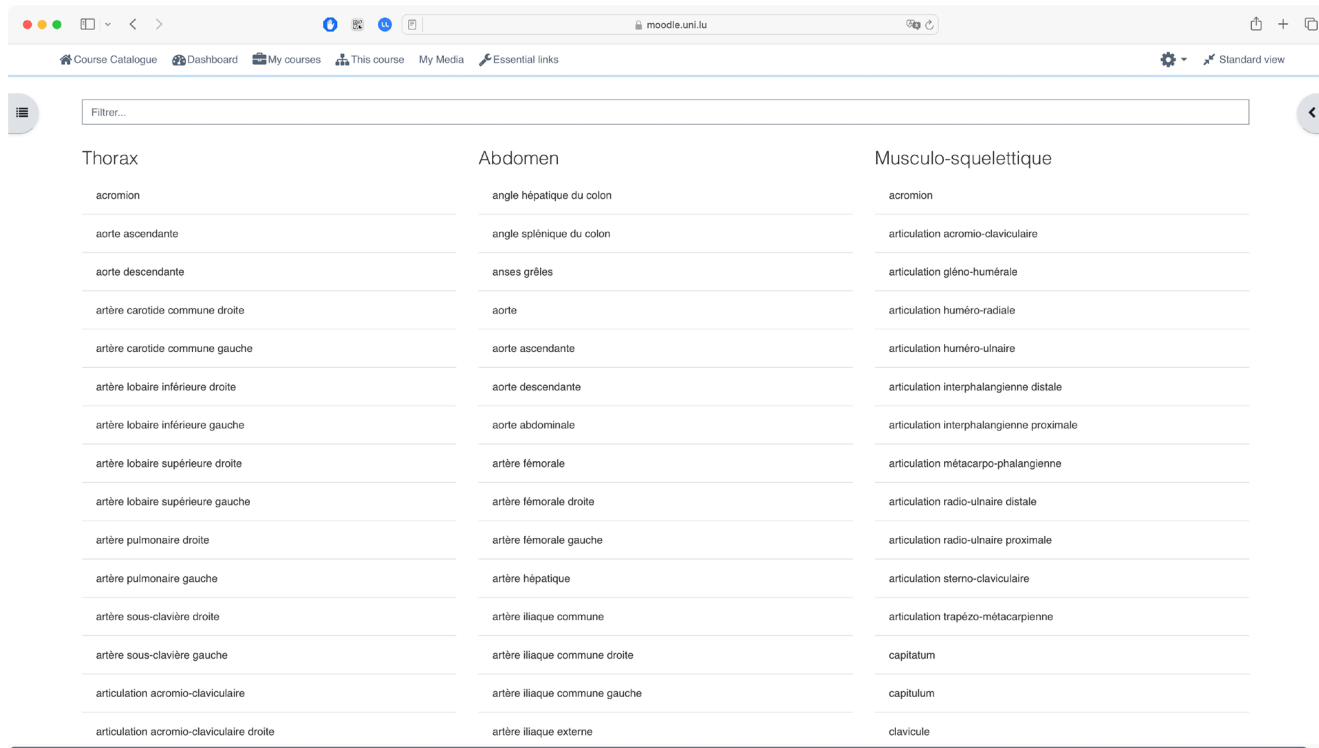 moodle.uni.lu
Course Catalogue Dashboard My courses This course My Media Essential links Standard view
Filtrer...
Thorax
acromion
aorte ascendante
aorte descendante
artère carotide commune droite
artère carotide commune gauche
artère lobaire inférieure droite
artère lobaire inférieure gauche
artère lobaire supérieure droite
artère lobaire supérieure gauche
artère pulmonaire droite
artère pulmonaire gauche
artère sous-clavière droite
artère sous-clavière gauche
articulation acromio-claviculaire
articulation acromio-claviculaire droite
Abdomen
angle hépatique du colon
angle splénique du colon
anses grêles
aorte
aorte ascendante
aorte descendante
aorte abdominale
artère fémorale
artère fémorale droite
artère fémorale gauche
artère hépatique
artère iliaque commune
artère iliaque commune droite
artère iliaque commune gauche
artère iliaque externe
Musculo-squelettique
acromion
articulation acromio-claviculaire
articulation gléno-humérale
articulation huméro-radiale
articulation huméro-ulnaire
articulation interphalangienne distale
articulation interphalangienne proximale
articulation métacarpo-phalangienne
articulation radio-ulnaire distale
articulation radio-ulnaire proximale
articulation sterno-claviculaire
articulation trapézo-métacarpienne
capitatum
capitulum
clavicule